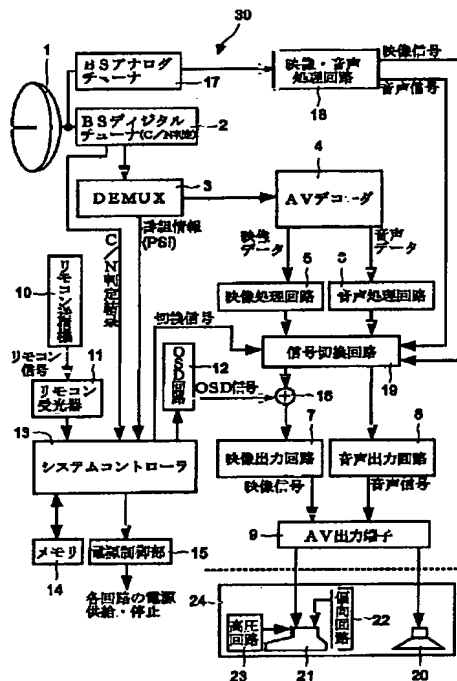 30
1
BSアナログ
チューナ
17
映像・音声
処理回路
18
映像信号
音声信号
BSディジタル
チューナ(C/N判定)
2
DEMUX
3
番組情報
(PSI)
C/N判定結果
4
AVデコーダ
映像
データ
音声
データ
5
6
映像処理回路
音声処理回路
10
リモコン送信器
リモコン
信号
11
リモコン
受光器
切換信号
12
OSD回路
OSD信号
信号切換回路
19
16
13
システムコントローラ
7
8
映像出力回路
音声出力回路
映像信号
音声信号
9
AV出力端子
メモリ
14
電源制御部
15
各回路の電源
供給・停止
24
高圧
回路
23
21
偏向回路
22
20